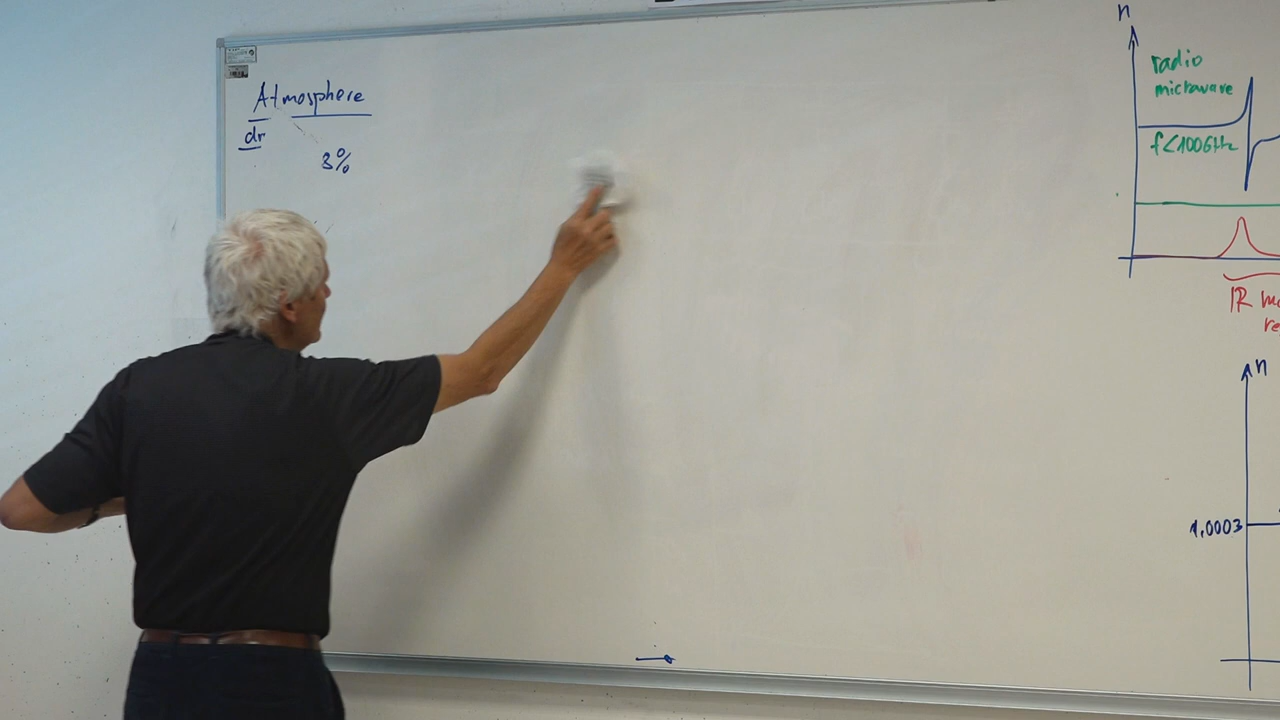 Atmosphere
dr
3%
n
radio
microwave
f<100GHz
IR
n
1.0003